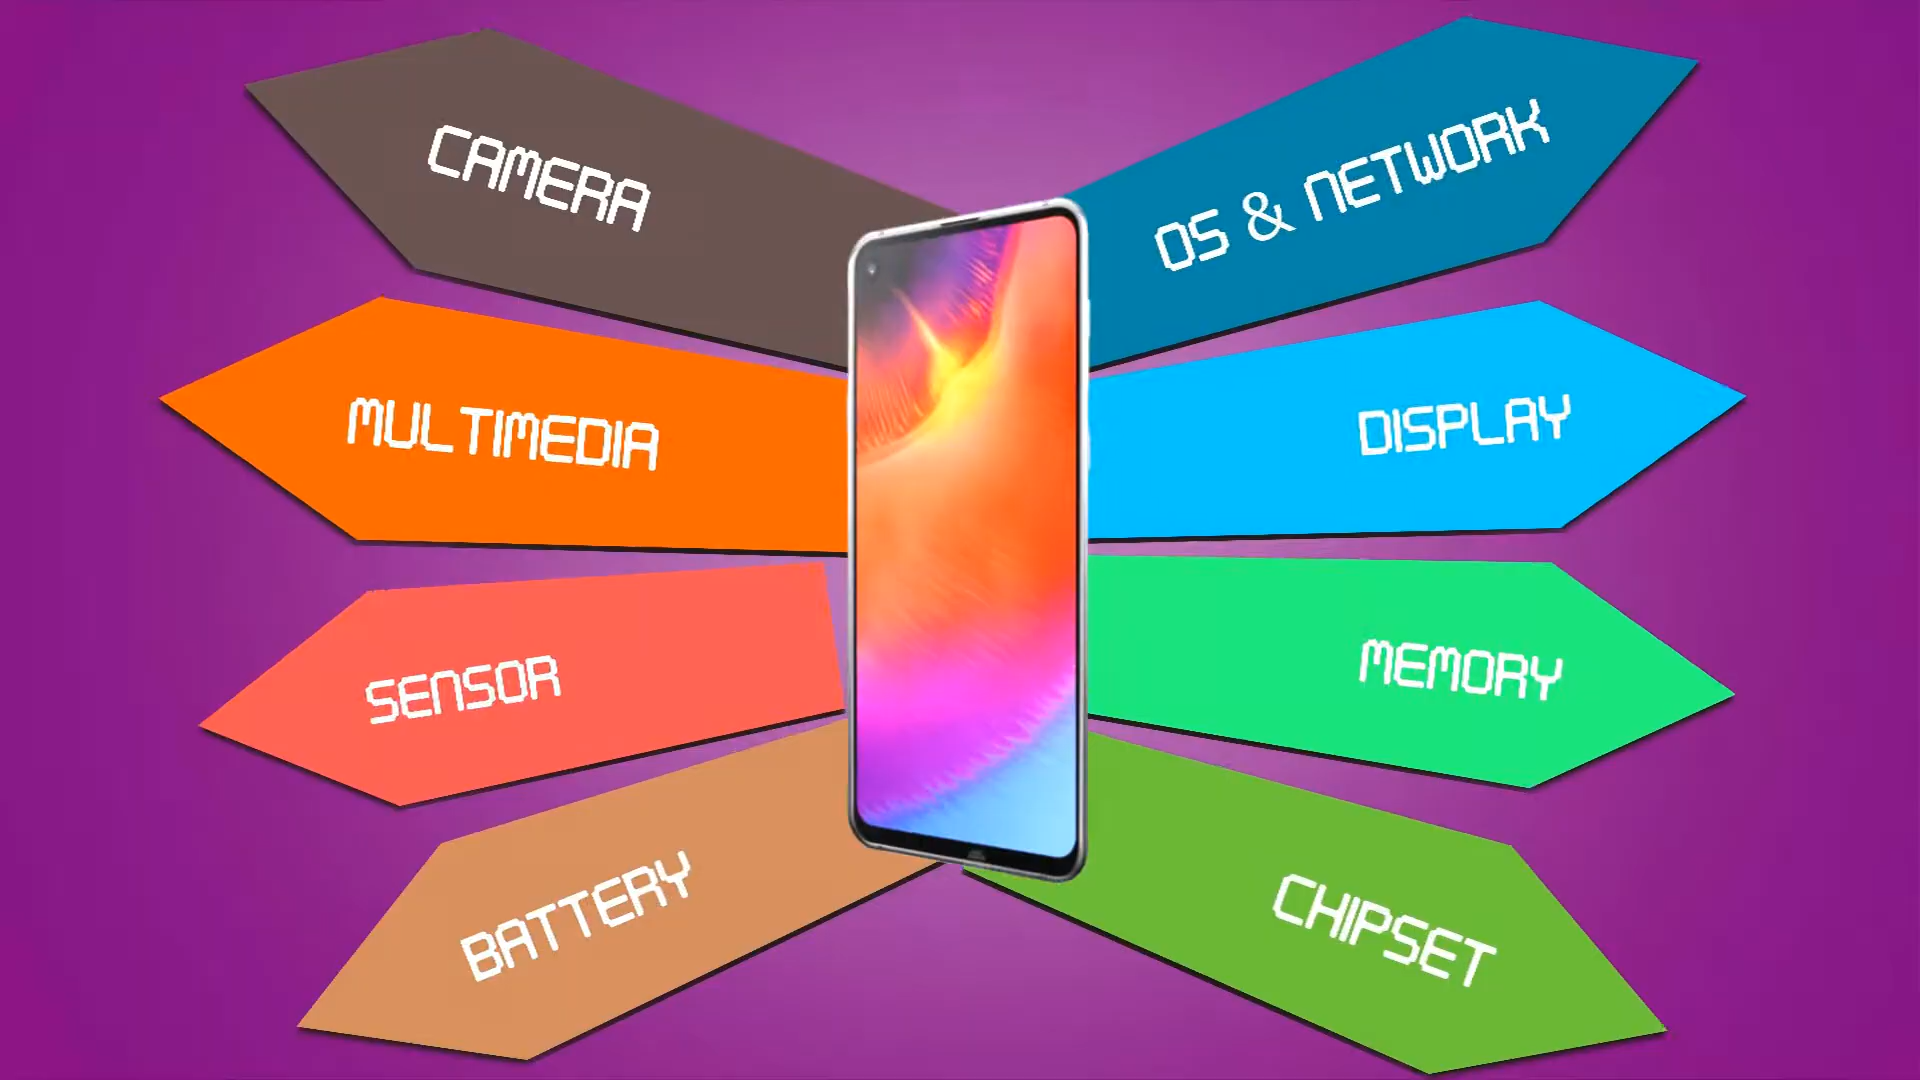 CAMERA
OS & NETWORK
MULTIMEDIA
DISPLAY
SENSOR
MEMORY
BATTERY
CHIPSET